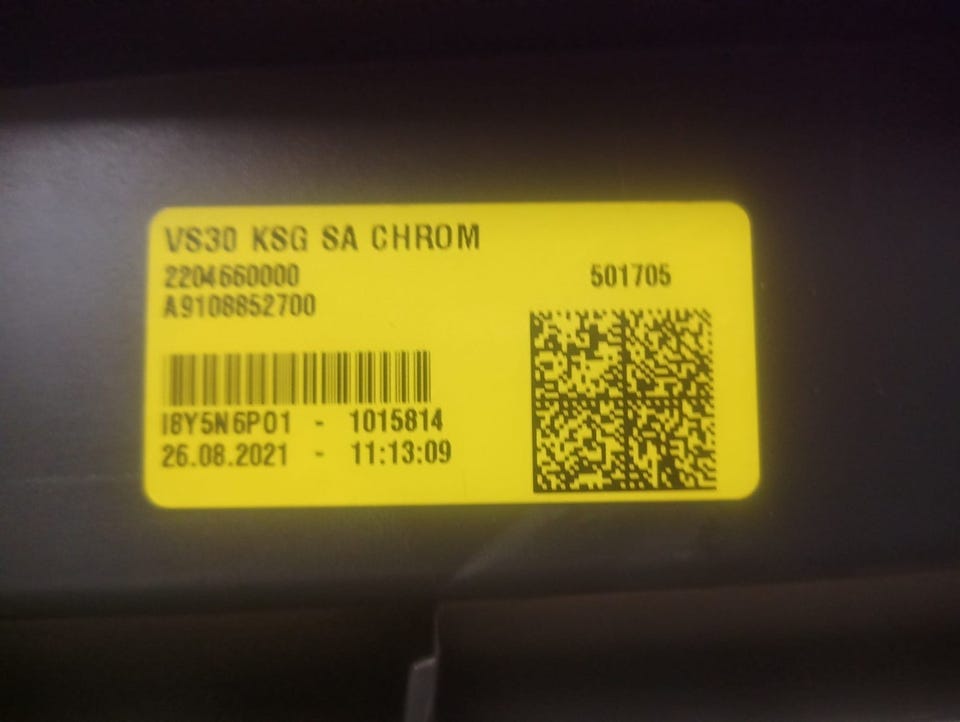 VS30 KSG SA CHROM
2204660000
501705
A9108852700
I8Y5N6P01 - 1015814
26.08.2021 - 11:13:09